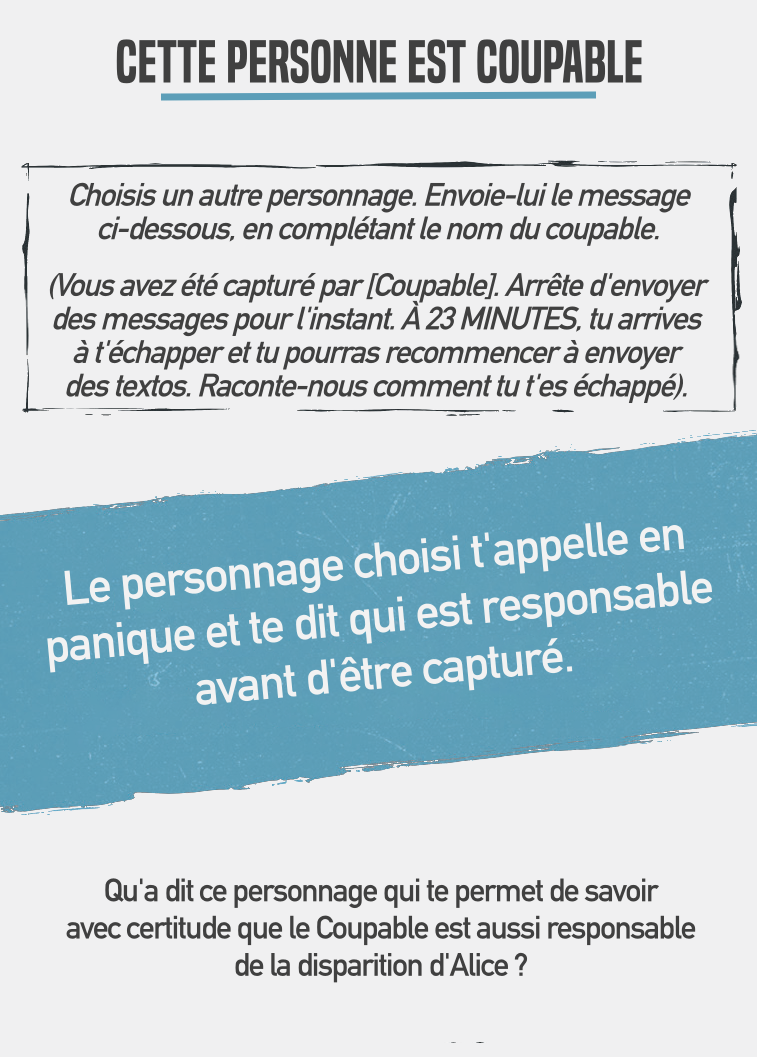 CETTE PERSONNE EST COUPABLE
Choisis un autre personnage. Envoie-lui le message
ci-dessous, en complétant le nom du coupable.
(Vous avez été capturé par [Coupable]. Arrête d'envoyer
des messages pour l'instant. À 23 MINUTES, tu arrives
à t'échapper et tu pourras recommencer à envoyer
des textos. Raconte-nous comment tu t'es échappé).
Le personnage choisi t'appelle en
panique et te dit qui est responsable
avant d'être capturé.
Qu'a dit ce personnage qui te permet de savoir
avec certitude que le Coupable est aussi responsable
de la disparition d'Alice ?